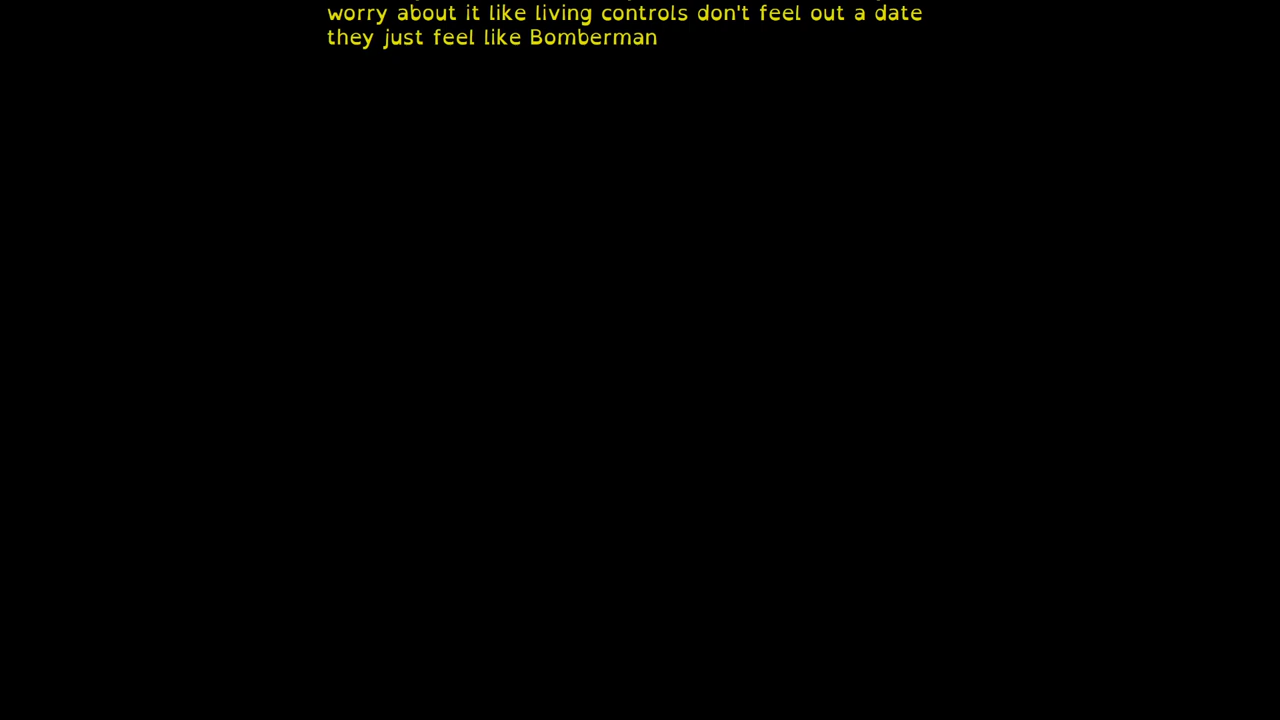 worry about it like living controls don't feel out a date
they just feel like Bomberman